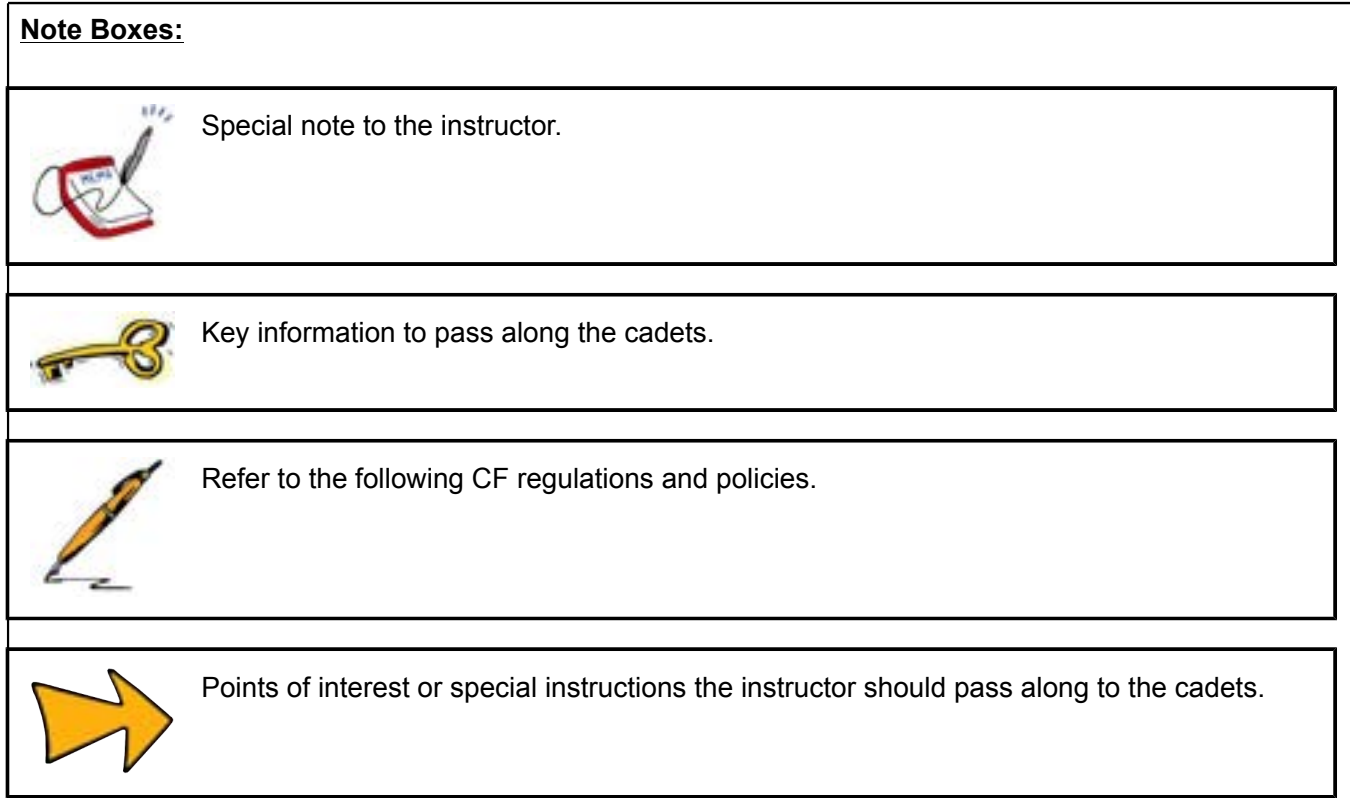 Note Boxes:
Special note to the instructor.
Key information to pass along the cadets.
Refer to the following CF regulations and policies.
Points of interest or special instructions the instructor should pass along to the cadets.